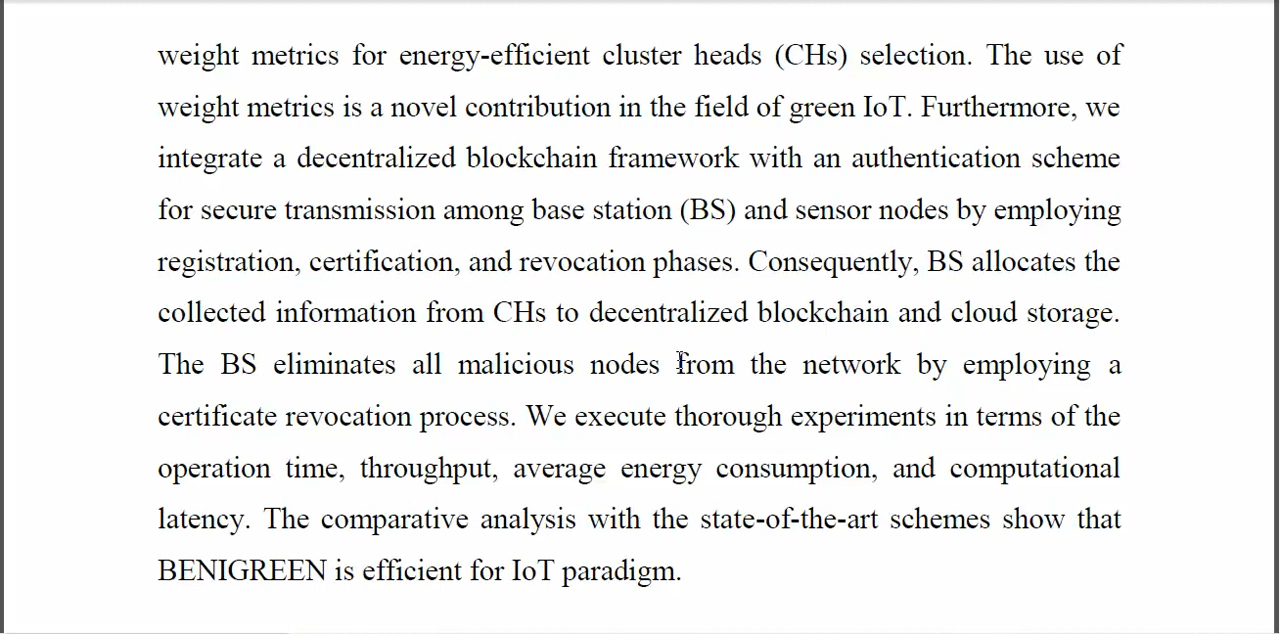 weight metrics for energy-efficient cluster heads (CHs) selection. The use of
weight metrics is a novel contribution in the field of green IoT. Furthermore, we
integrate a decentralized blockchain framework with an authentication scheme
for secure transmission among base station (BS) and sensor nodes by employing
registration, certification, and revocation phases. Consequently, BS allocates the
collected information from CHs to decentralized blockchain and cloud storage.
The BS eliminates all malicious nodes from the network by employing a
certificate revocation process. We execute thorough experiments in terms of the
operation time, throughput, average energy consumption, and computational
latency. The comparative analysis with the state-of-the-art schemes show that
BENIGREEN is efficient for IoT paradigm.